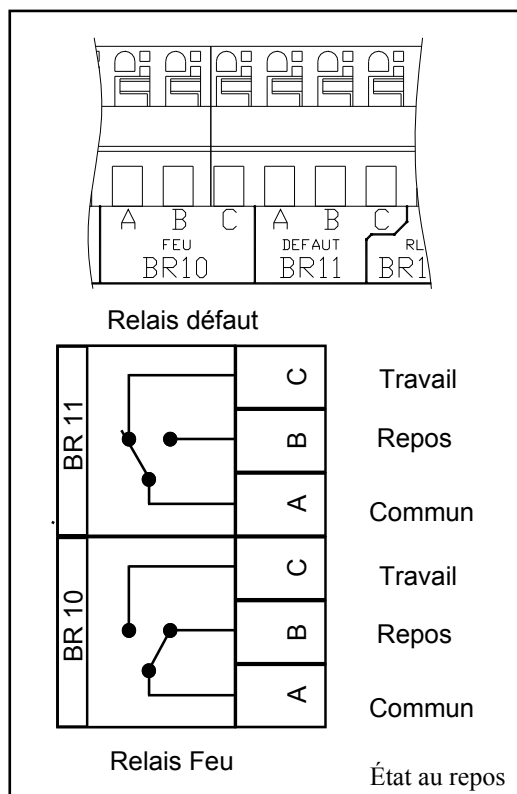 A B C A B C
FEU DEFAUT RL
BR10 BR11 BR1
Relais défaut
BR 11
C Travail
B Repos
A Commun
BR 10
C Travail
B Repos
A Commun
Relais Feu
État au repos